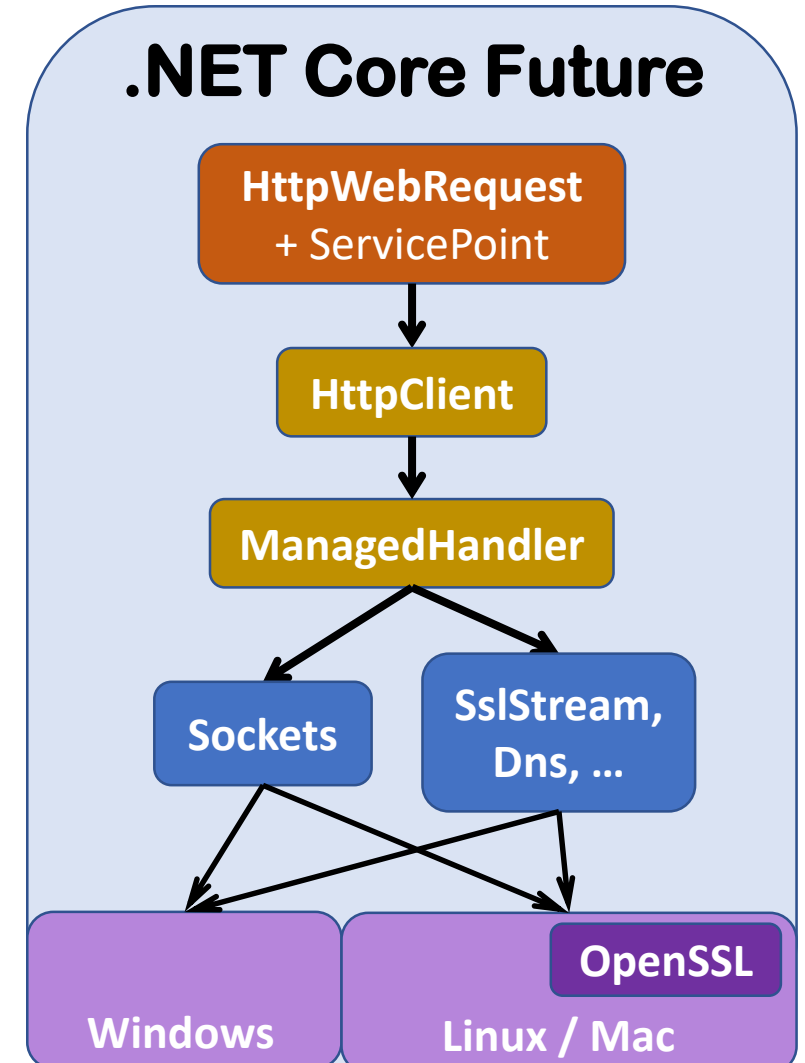 .NET Core Future
HttpWebRequest
+ ServicePoint
HttpClient
ManagedHandler
Sockets
SslStream,
Dns, ...
OpenSSL
Windows
Linux / Mac